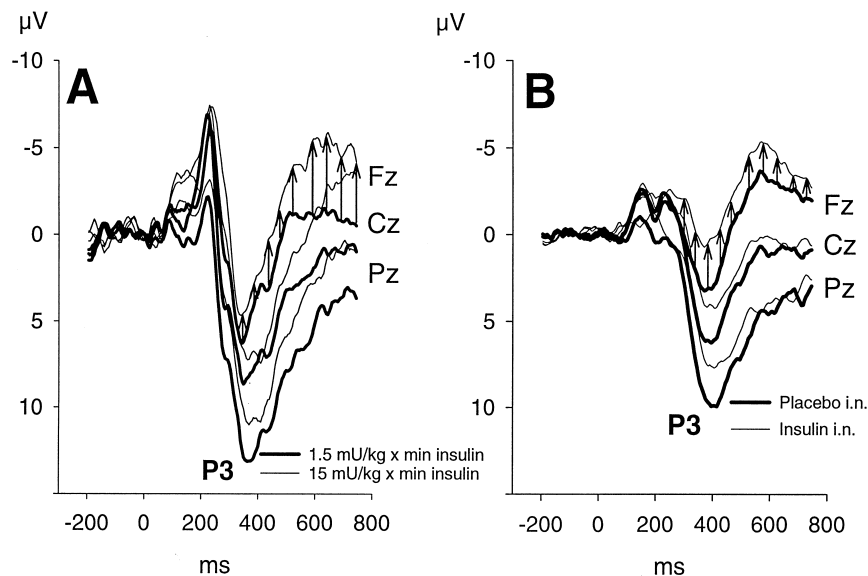 µV
-10
-5
0
5
10
A
Fz
Cz
Pz
P3
1.5 mU/kg x min insulin
15 mU/kg x min insulin
-200 0 200 400 600 800
ms
µV
-10
-5
0
5
10
B
Fz
Cz
Pz
P3
Placebo i.n.
Insulin i.n.
-200 0 200 400 600 800
ms